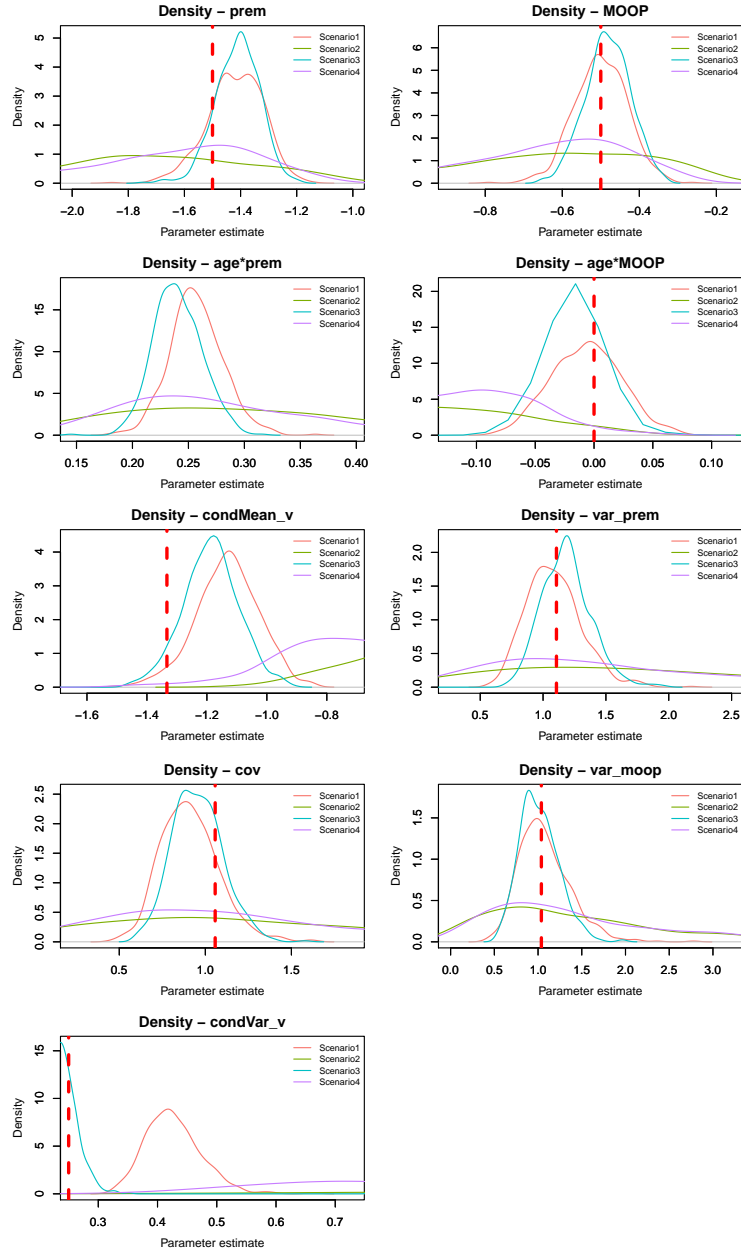 Density – prem
Density
0 1 2 3 4 5
−2.0 −1.8 −1.6 −1.4 −1.2 −1.0
Parameter estimate
Scenario1
Scenario2
Scenario3
Scenario4
Density – MOOP
Density
0 1 2 3 4 5 6
−0.8 −0.6 −0.4 −0.2
Parameter estimate
Scenario1
Scenario2
Scenario3
Scenario4
Density – age*prem
Density
0 5 10 15
0.15 0.20 0.25 0.30 0.35 0.40
Parameter estimate
Scenario1
Scenario2
Scenario3
Scenario4
Density – age*MOOP
Density
0 5 10 15 20
−0.10 −0.05 0.00 0.05 0.10
Parameter estimate
Scenario1
Scenario2
Scenario3
Scenario4
Density – condMean_v
Density
0 1 2 3 4
−1.6 −1.4 −1.2 −1.0 −0.8
Parameter estimate
Scenario1
Scenario2
Scenario3
Scenario4
Density – var_prem
Density
0.0 0.5 1.0 1.5 2.0
0.5 1.0 1.5 2.0 2.5
Parameter estimate
Scenario1
Scenario2
Scenario3
Scenario4
Density – cov
Density
0.0 0.5 1.0 1.5 2.0 2.5
0.5 1.0 1.5
Parameter estimate
Scenario1
Scenario2
Scenario3
Scenario4
Density – var_moop
Density
0.0 0.5 1.0 1.5
0.0 0.5 1.0 1.5 2.0 2.5 3.0
Parameter estimate
Scenario1
Scenario2
Scenario3
Scenario4
Density – condVar_v
Density
0 5 10 15
0.3 0.4 0.5 0.6 0.7
Parameter estimate
Scenario1
Scenario2
Scenario3
Scenario4